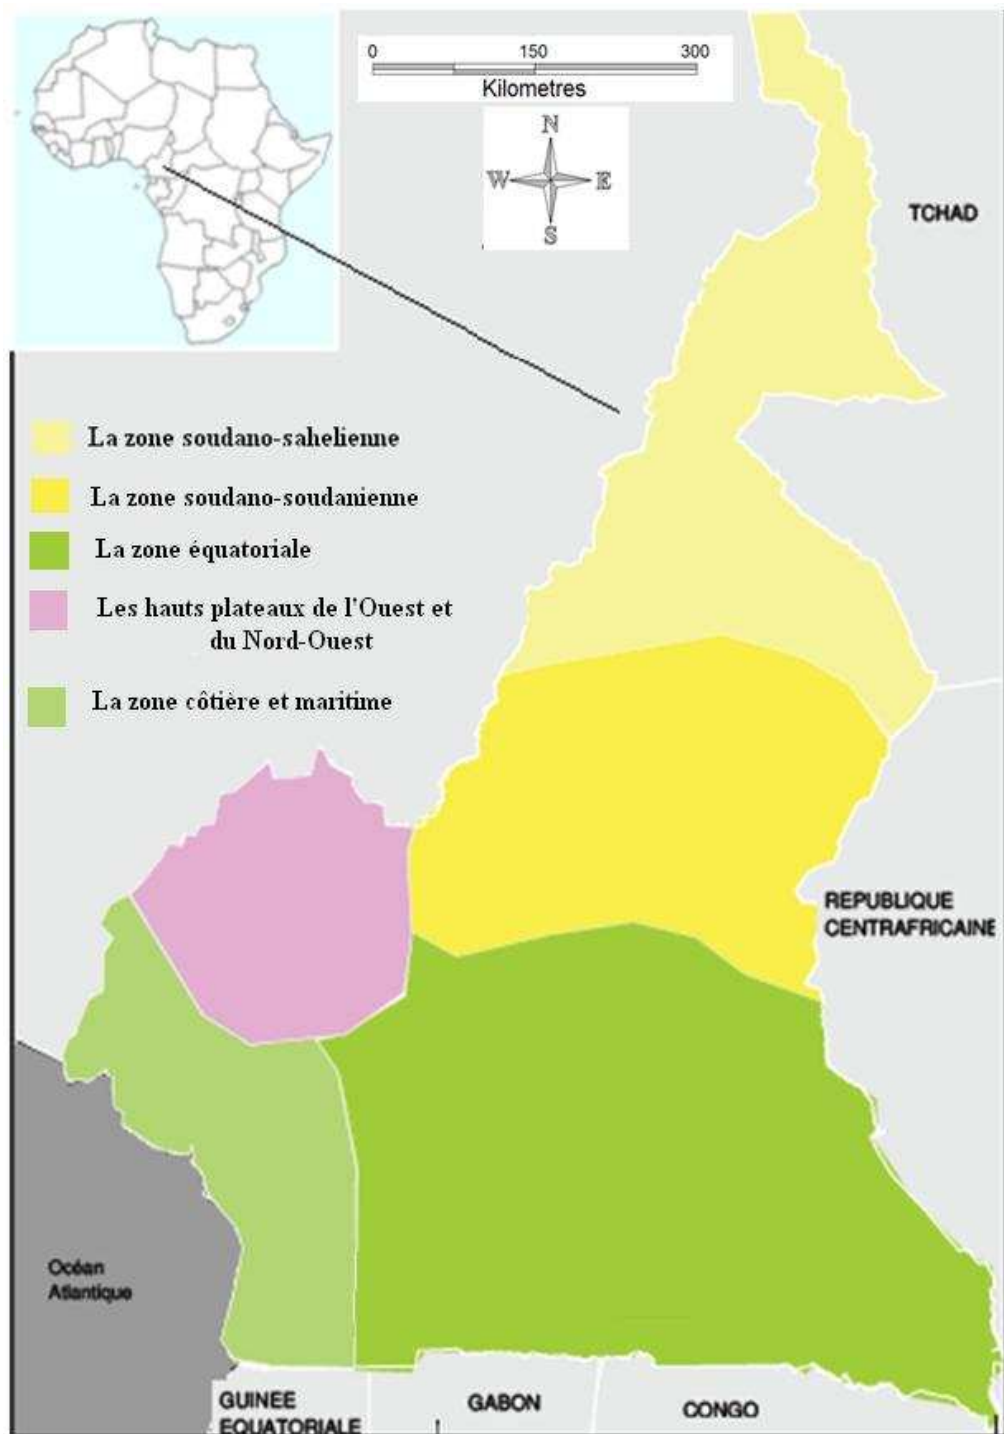 0 150 300
Kilometres
N
W E
S
TCHAD
La zone soudano-sahelienne
La zone soudano-soudanienne
La zone équatoriale
Les hauts plateaux de l'Ouest et
du Nord-Ouest
La zone côtière et maritime
REPUBLIQUE
CENTRAFRICAINE
Océan
Atlantique
GUINEE
EQUATORIALE
GABON
CONGO